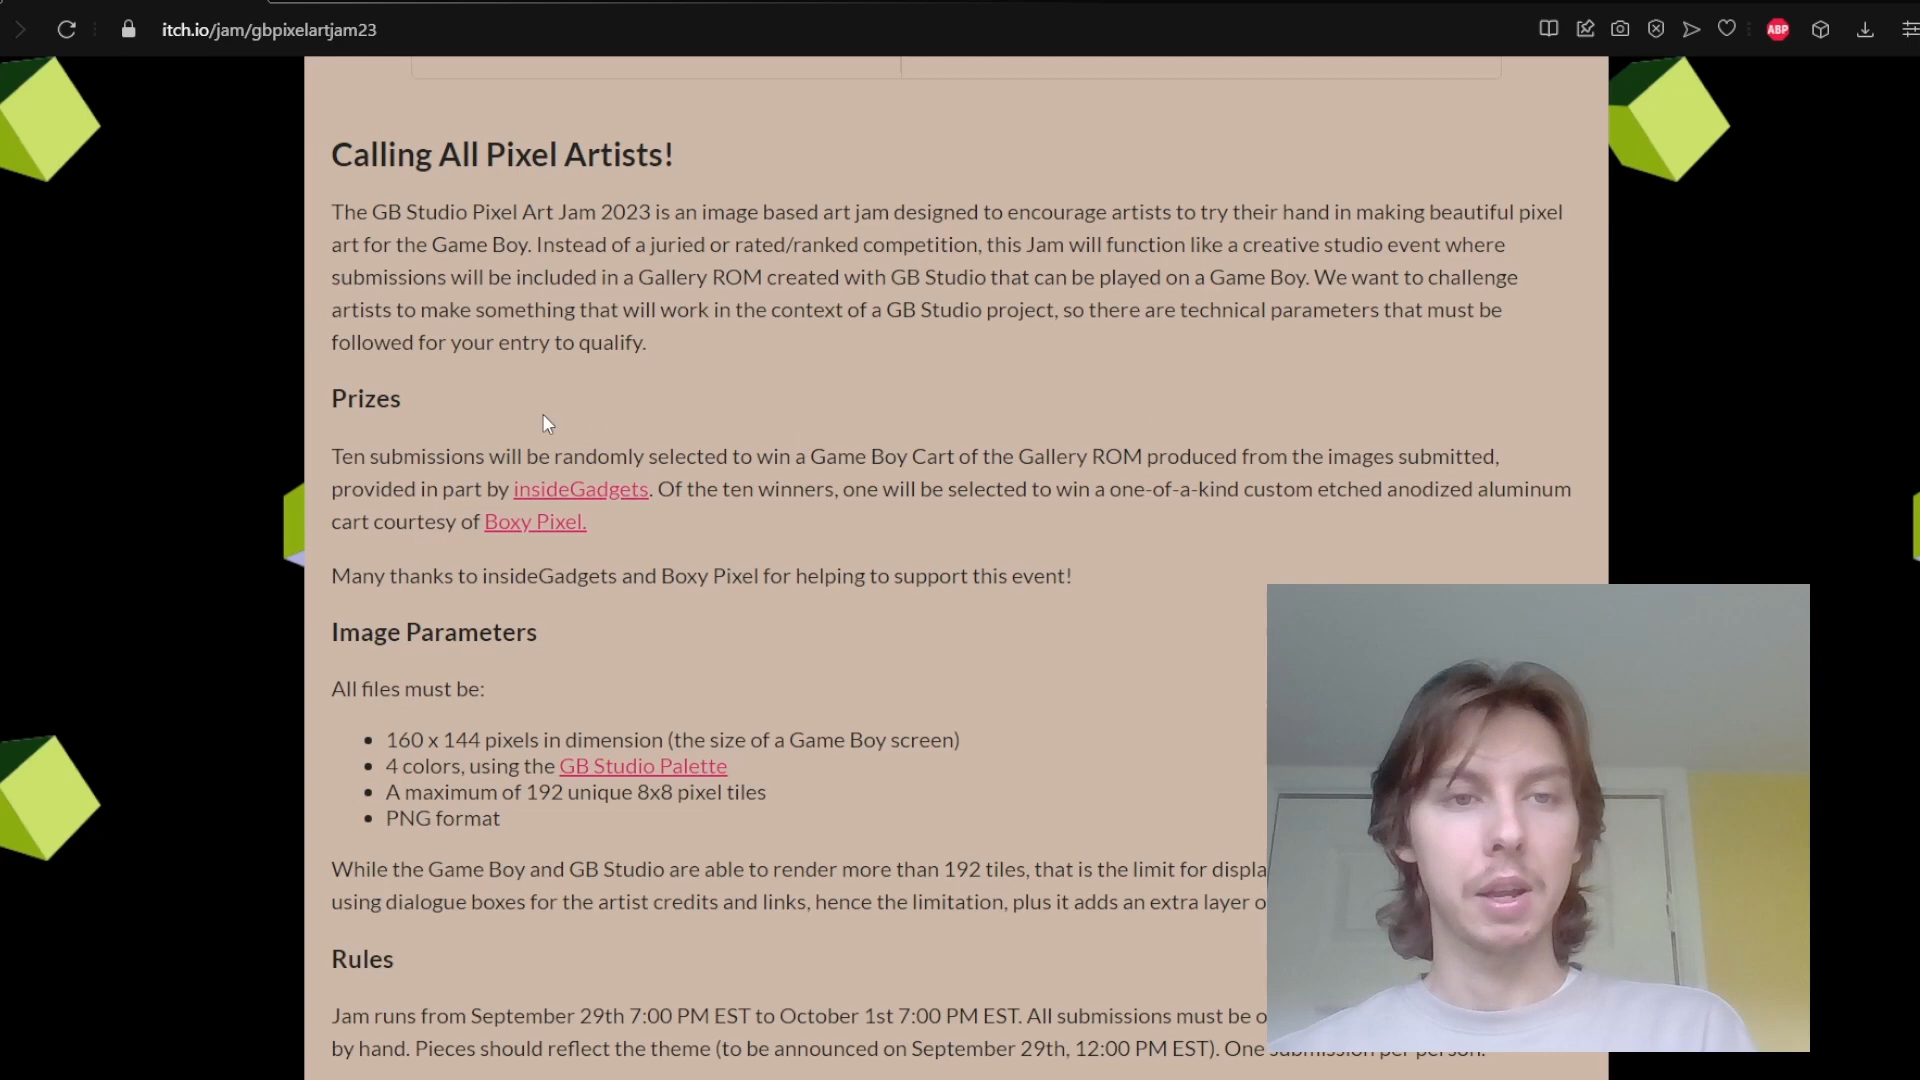 itch.io/jam/gbpixelartjam23
ABP
Calling All Pixel Artists!
The GB Studio Pixel Art Jam 2023 is an image based art jam designed to encourage artists to try their hand in making beautiful pixel
art for the Game Boy. Instead of a juried or rated/ranked competition, this Jam will function like a creative studio event where
submissions will be included in a Gallery ROM created with GB Studio that can be played on a Game Boy. We want to challenge
artists to make something that will work in the context of a GB Studio project, so there are technical parameters that must be
followed for your entry to qualify.
Prizes
Ten submissions will be randomly selected to win a Game Boy Cart of the Gallery ROM produced from the images submitted,
provided in part by insideGadgets. Of the ten winners, one will be selected to win a one-of-a-kind custom etched anodized aluminum
cart courtesy of Boxy Pixel.
Many thanks to insideGadgets and Boxy Pixel for helping to support this event!
Image Parameters
All files must be:
• 160 x 144 pixels in dimension (the size of a Game Boy screen)
• 4 colors, using the GB Studio Palette
• A maximum of 192 unique 8x8 pixel tiles
• PNG format
While the Game Boy and GB Studio are able to render more than 192 tiles, that is the limit for
using dialogue boxes for the artist credits and links, hence the limitation, plus it adds an extra layer
Rules
Jam runs from September 29th 7:00 PM EST to October 1st 7:00 PM EST. All submissions must be
by hand. Pieces should reflect the theme (to be announced on September 29th, 12:00 PM EST). One submission per person.